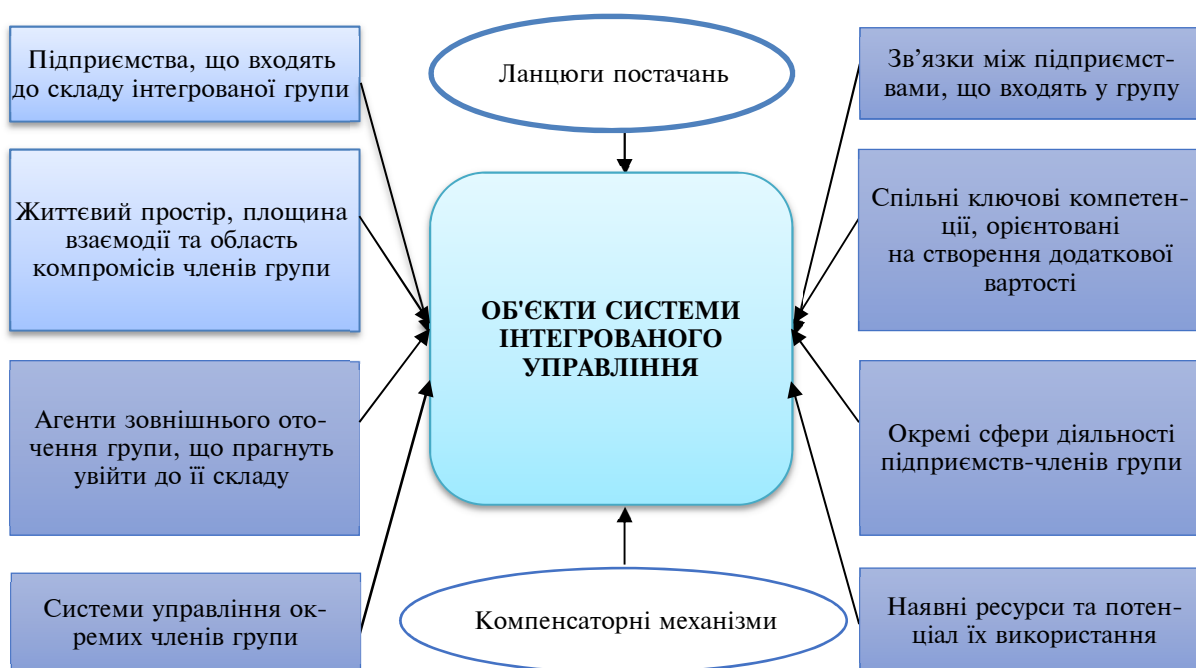 Підприємства, що входять
до складу інтегрованої групи
Ланцюги постачань
Зв’язки між підприємст-
вами, що входять у групу
Життєвий простір, площина
взаємодії та область
компромісів членів групи
Спільні ключові компетен-
ції, орієнтовані
на створення додаткової
вартості
ОБ'ЄКТИ СИСТЕМИ
ІНТЕГРОВАНОГО
УПРАВЛІННЯ
Агенти зовнішнього ото-
чення групи, що прагнуть
увійти до її складу
Окремі сфери діяльності
підприємств-членів групи
Системи управління ок-
ремих членів групи
Компенсаторні механізми
Наявні ресурси та потен-
ціал їх використання